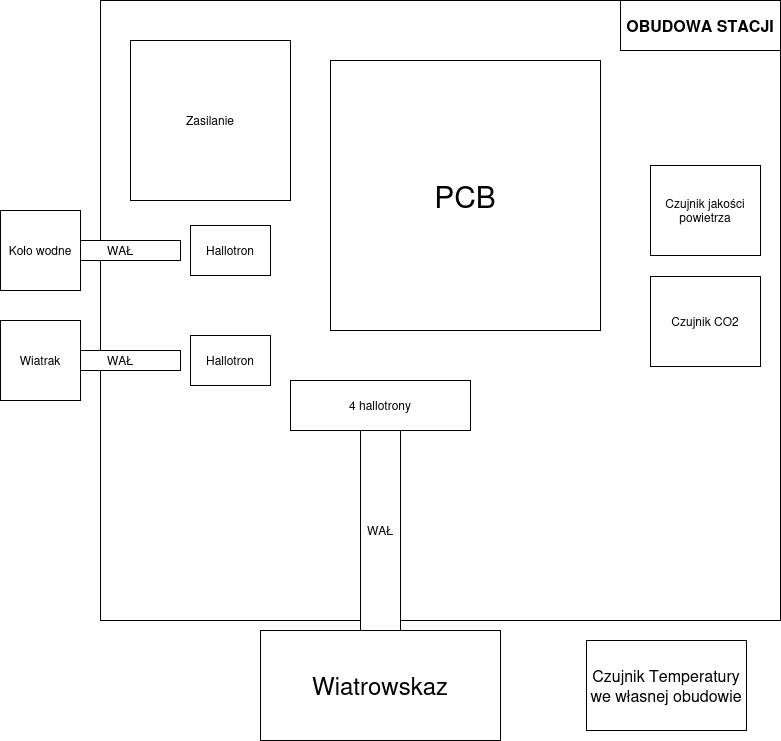 OBUDOWA STACJI
Zasilanie
PCB
Czujnik jakości
powietrza
Koło wodne
WAŁ
Hallotron
Czujnik CO2
Wiatrak
WAŁ
Hallotron
4 hallotrony
WAŁ
Wiatrowskaz
Czujnik Temperatury
we własnej obudowie